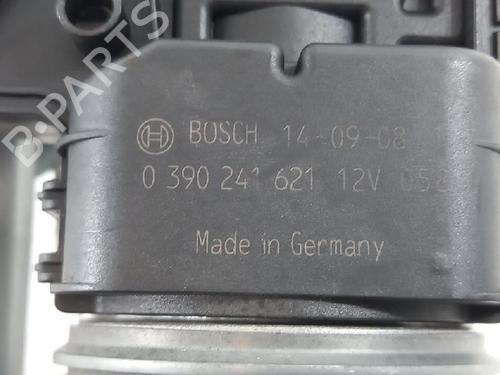 B-PARTS
BOSCH 14-09-08
0 390 241 621 12V
Made in Germany